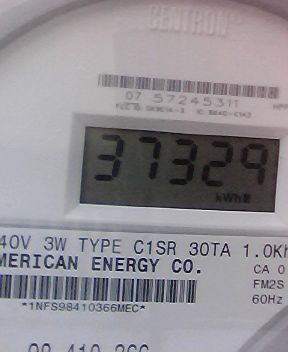 CENTRON
07 57245311
37329
kWh
40V 3W TYPE C1SR 30TA 1.0Kh
MERICAN ENERGY CO.
CA 0
FM2S
60Hz
*1NFS98410366MEC*